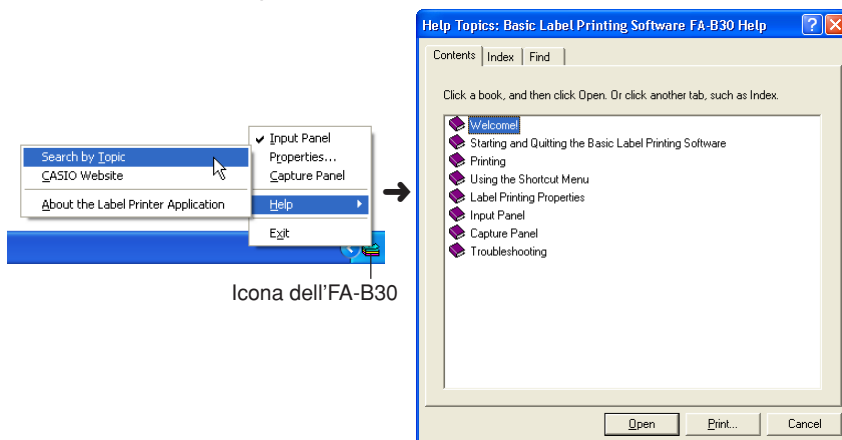 Input Panel
Properties...
Capture Panel
Help
Exit
Search by Topic
CASIO Website
About the Label Printer Application
Icona dell'FA-B30
Help Topics: Basic Label Printing Software FA-B30 Help
Contents Index Find
Click a book, and then click Open. Or click another tab, such as Index.
Welcome!
Starting and Quitting the Basic Label Printing Software
Printing
Using the Shortcut Menu
Label Printing Properties
Input Panel
Capture Panel
Troubleshooting
Open Print... Cancel